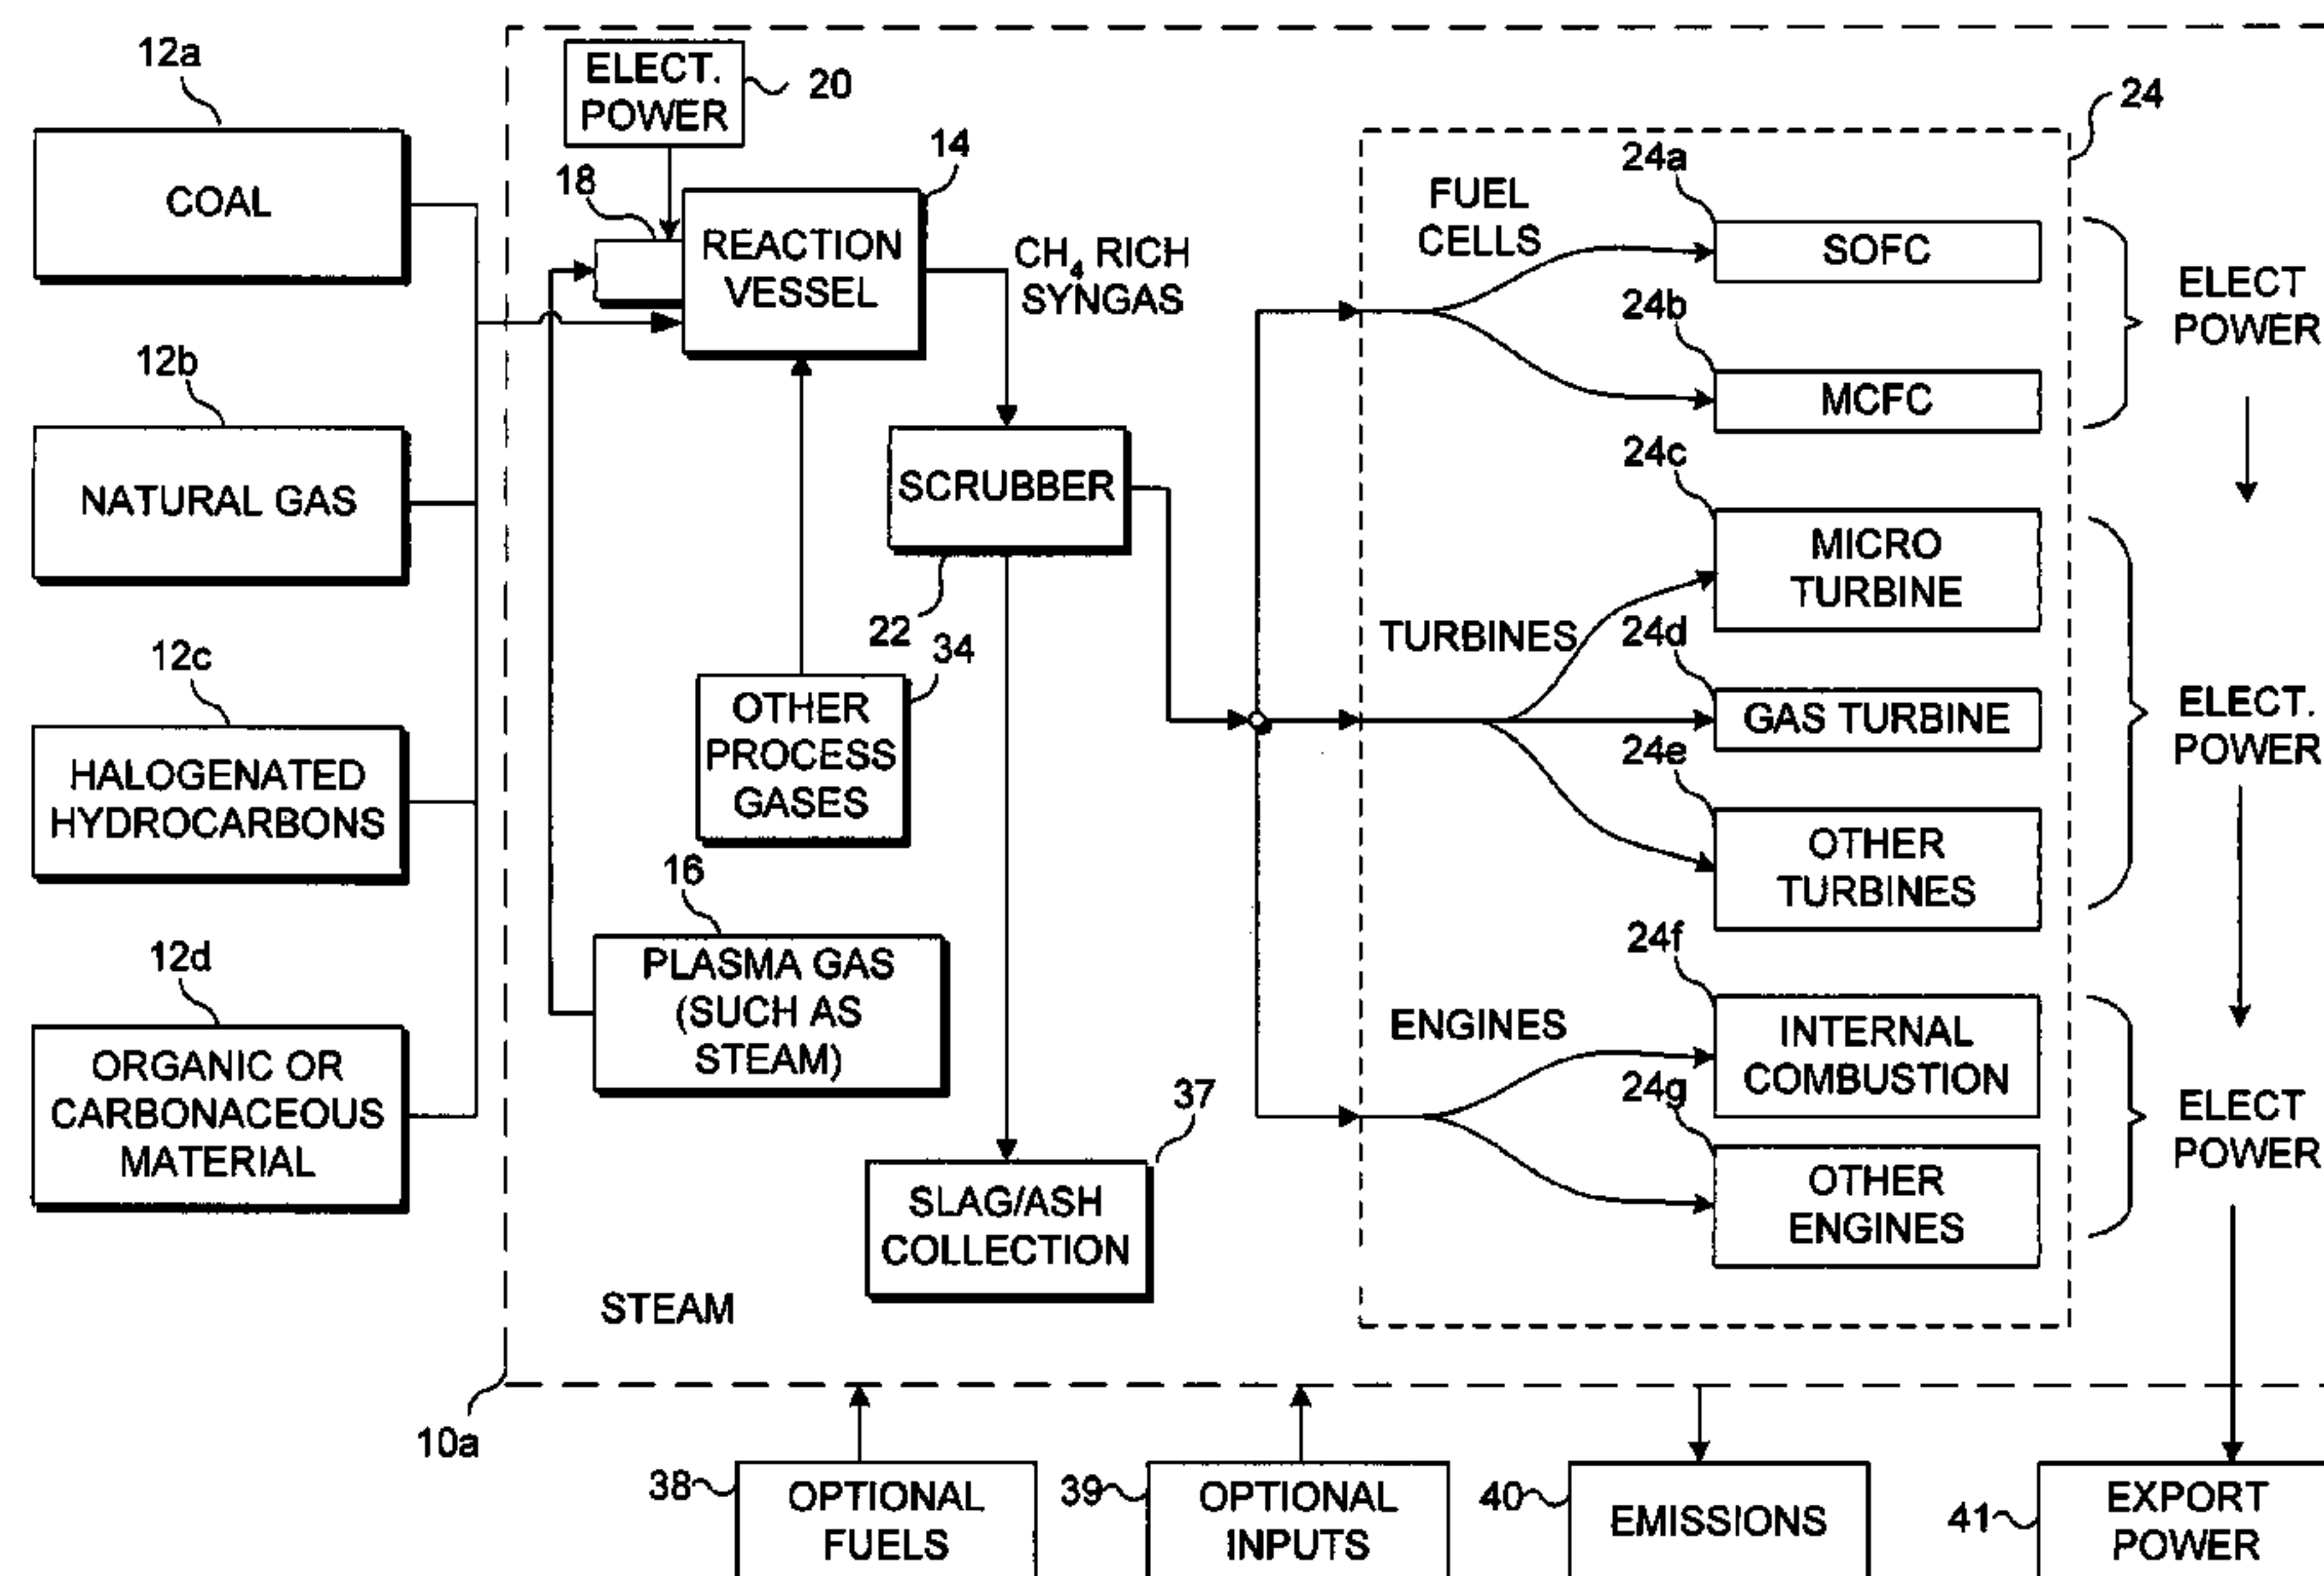 12a
COAL
12b
NATURAL GAS
12c
HALOGENATED
HYDROCARBONS
12d
ORGANIC OR
CARBONACEOUS
MATERIAL
10a
ELECT.
POWER
20
18
14
REACTION
VESSEL
CH₄ RICH
SYNGAS
SCRUBBER
22
34
OTHER
PROCESS
GASES
16
PLASMA GAS
(SUCH AS
STEAM)
37
SLAG/ASH
COLLECTION
STEAM
24
FUEL
CELLS
24a
SOFC
24b
MCFC
ELECT
POWER
TURBINES
24c
MICRO
TURBINE
24d
GAS TURBINE
24e
OTHER
TURBINES
ELECT.
POWER
ENGINES
24f
INTERNAL
COMBUSTION
24g
OTHER
ENGINES
ELECT
POWER
38
OPTIONAL
FUELS
39
OPTIONAL
INPUTS
40
EMISSIONS
41
EXPORT
POWER